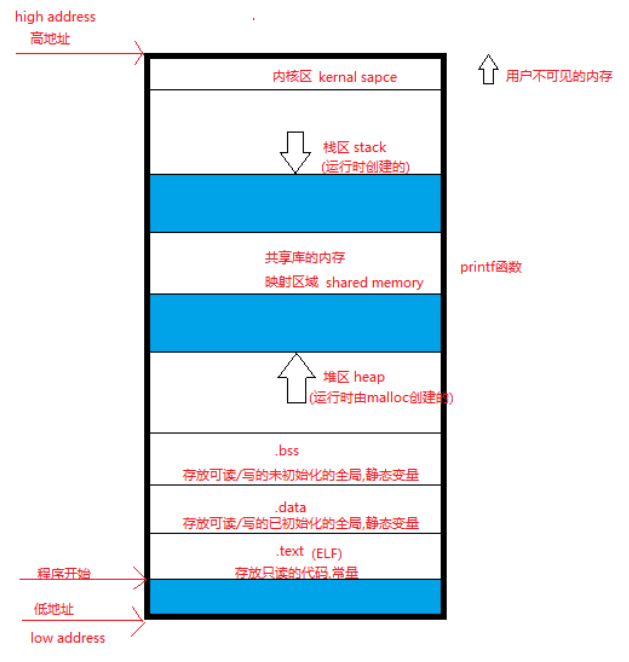 high address
高地址
内核区 kernal sapce
用户不可见的内存
栈区 stack
(运行时创建的)
共享库的内存
映射区域 shared memory
printf函数
堆区 heap
(运行时由malloc创建的)
.bss
存放可读/写的未初始化的全局,静态变量
.data
存放可读/写的已初始化的全局,静态变量
.text (ELF)
存放只读的代码,常量
程序开始
低地址
low address